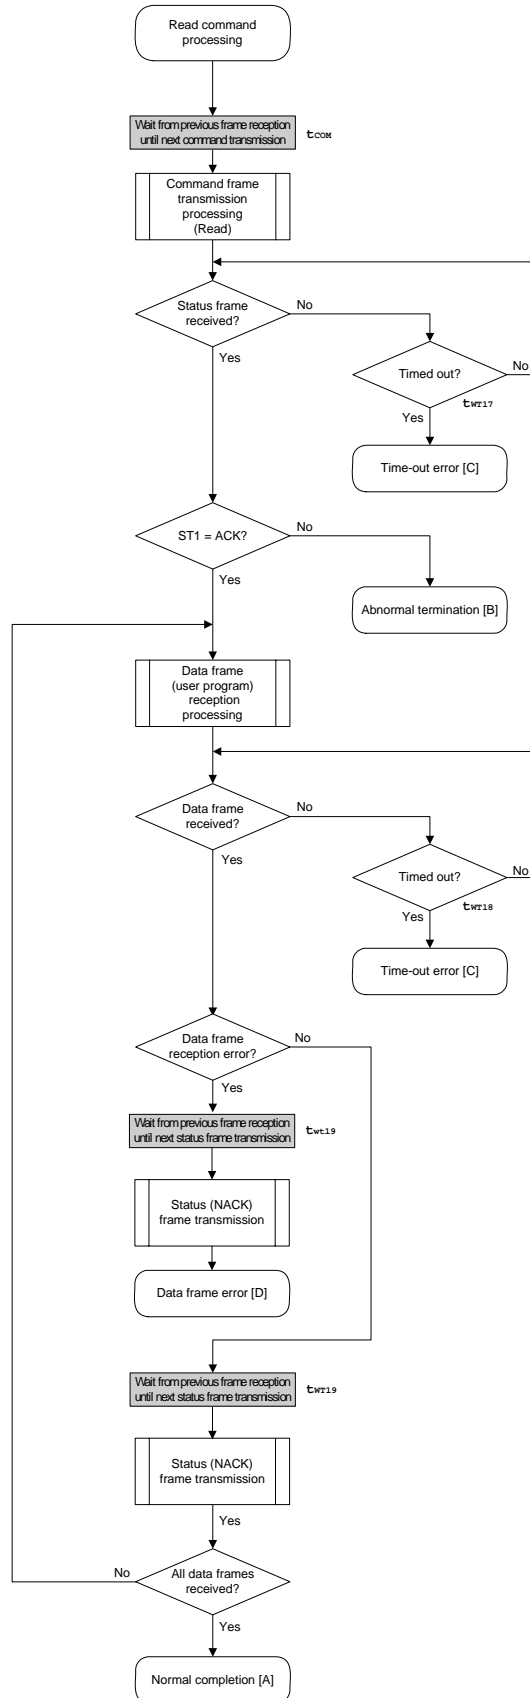 Read command
processing
Wait from previous frame reception
until next command transmission
tCOM
Command frame
transmission
processing
(Read)
Status frame
received?
No
Yes
Timed out?
No
tWT17
Yes
Time-out error [C]
ST1 = ACK?
No
Yes
Abnormal termination [B]
Data frame
(user program)
reception
processing
Data frame
received?
No
Yes
Timed out?
No
tWT18
Yes
Time-out error [C]
Data frame
reception error?
No
Yes
Wait from previous frame reception
until next status frame transmission
twt19
Status (NACK)
frame transmission
Data frame error [D]
Wait from previous frame reception
until next status frame transmission
tWT19
Status (NACK)
frame transmission
Yes
No
All data frames
received?
Yes
Normal completion [A]